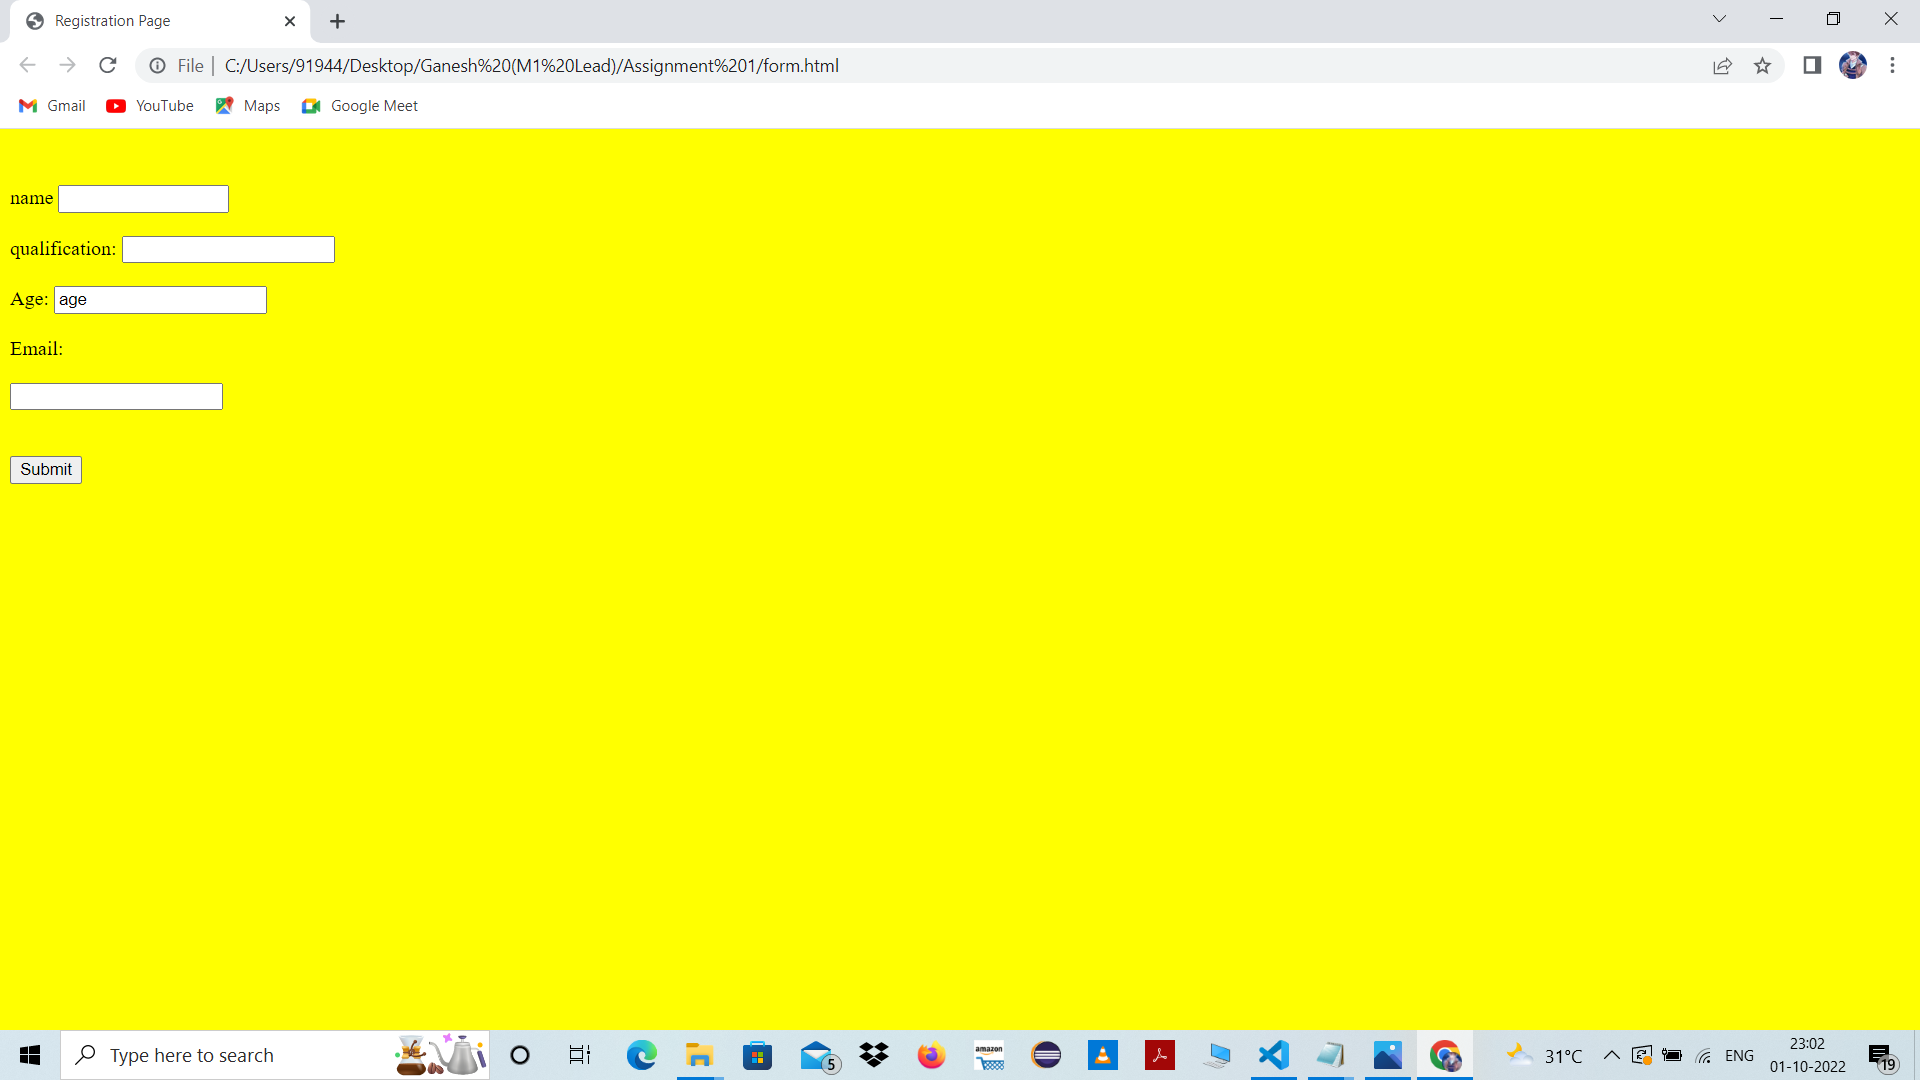 Registration Page
File | C:/Users/91944/Desktop/Ganesh%20(M1%20Lead)/Assignment%201/form.html
Gmail YouTube Maps Google Meet
name
qualification:
Age: age
Email:
Submit
Type here to search
5
amazon
31°C
ENG
23:02
01-10-2022
19